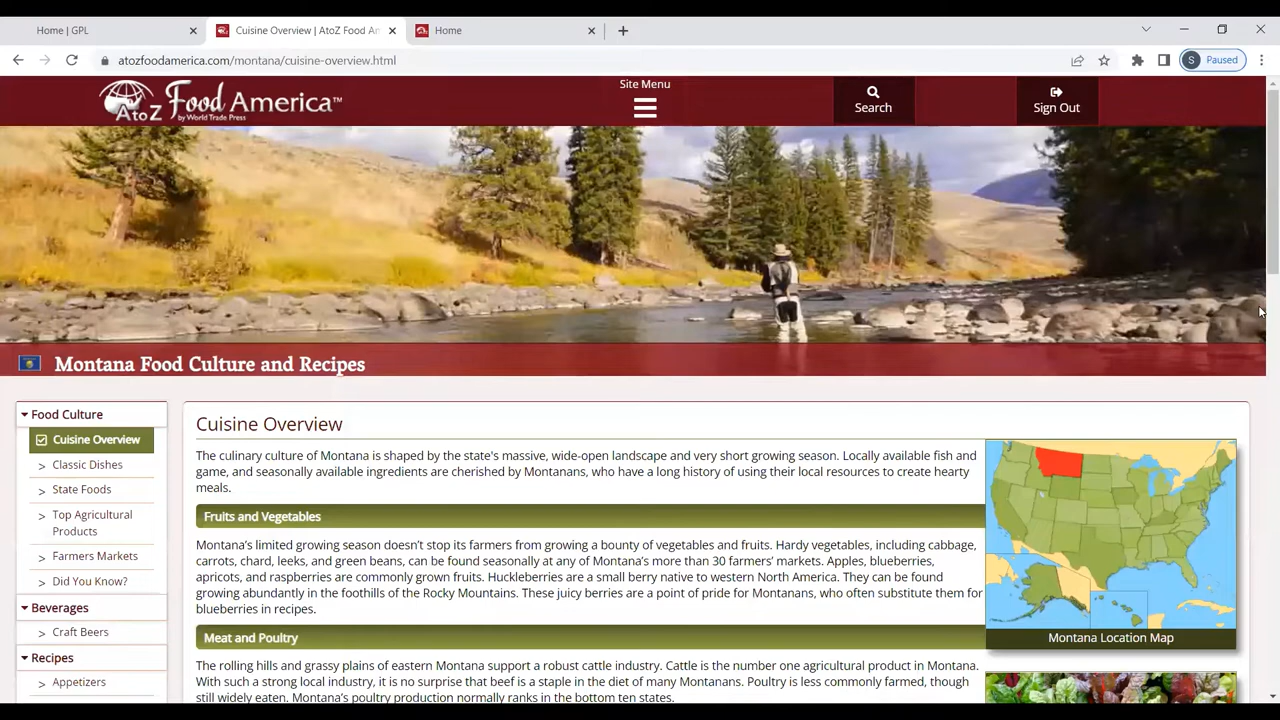 Home | GPL
Cuisine Overview | AtoZ Food Am
Home
atozfoodamerica.com/montana/cuisine-overview.html
S Paused
AtoZ Food America™
by World Trade Press
Site Menu
Search
Sign Out
Montana Food Culture and Recipes
Food Culture
Cuisine Overview
Classic Dishes
State Foods
Top Agricultural
Products
Farmers Markets
Did You Know?
Beverages
Craft Beers
Recipes
Appetizers
Cuisine Overview
The culinary culture of Montana is shaped by the state's massive, wide-open landscape and very short growing season. Locally available fish and
game, and seasonally available ingredients are cherished by Montanans, who have a long history of using their local resources to create hearty
meals.
Fruits and Vegetables
Montana's limited growing season doesn't stop its farmers from growing a bounty of vegetables and fruits. Hardy vegetables, including cabbage,
carrots, chard, leeks, and green beans, can be found seasonally at any of Montana's more than 30 farmers' markets. Apples, blueberries,
apricots, and raspberries are commonly grown fruits. Huckleberries are a small berry native to western North America. They can be found
growing abundantly in the foothills of the Rocky Mountains. These juicy berries are a point of pride for Montanans, who often substitute them for
blueberries in recipes.
Meat and Poultry
The rolling hills and grassy plains of eastern Montana support a robust cattle industry. Cattle is the number one agricultural product in Montana.
With such a strong local industry, it is no surprise that beef is a staple in the diet of many Montanans. Poultry is less commonly farmed, though
still widely eaten. Montana's poultry production normally ranks in the bottom ten states.
Montana Location Map